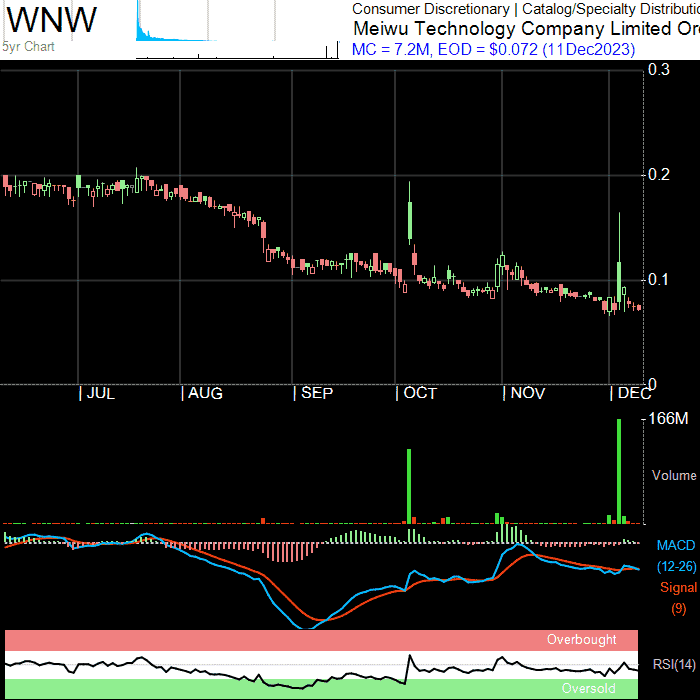 WNW
5yr Chart
Consumer Discretionary | Catalog/Specialty Distributio
Meiwu Technology Company Limited Or
MC = 7.2M, EOD = $0.072 (11Dec2023)
0.3
0.2
0.1
0
| JUL | AUG | SEP | OCT | NOV | DEC
166M
Volume
MACD
(12-26)
Signal
(9)
Overbought
RSI(14)
Oversold